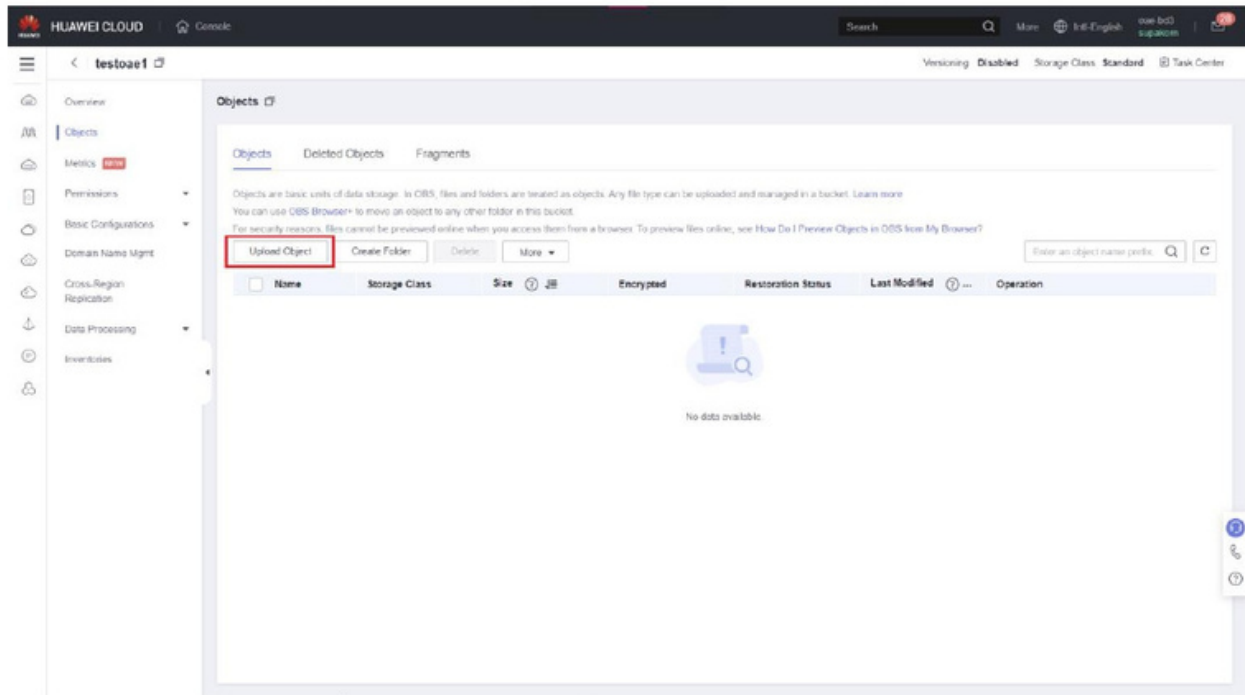 HUAWEI
HUAWEI CLOUD
Console
Search
More
Intl-English
oue-bd3
supakorn
28
testoae1
Versioning Disabled
Storage Class Standard
Task Center
Overview
Objects
Metrics NEW
Permissions
Basic Configurations
Domain Name Mgmt
Cross-Region
Replication
Data Processing
Inventories
Objects
Objects
Deleted Objects
Fragments
Objects are basic units of data storage. In OBS, files and folders are treated as objects. Any file type can be uploaded and managed in a bucket. Learn more
You can use OBS Browser+ to move an object to any other folder in this bucket.
For security reasons, files cannot be previewed online when you access them from a browser. To preview files online, see How Do I Preview Objects in OBS from My Browser?
Upload Object
Create Folder
Delete
More
Enter an object name prefix.
Name
Storage Class
Size
Encrypted
Restoration Status
Last Modified
...
Operation
No data available.